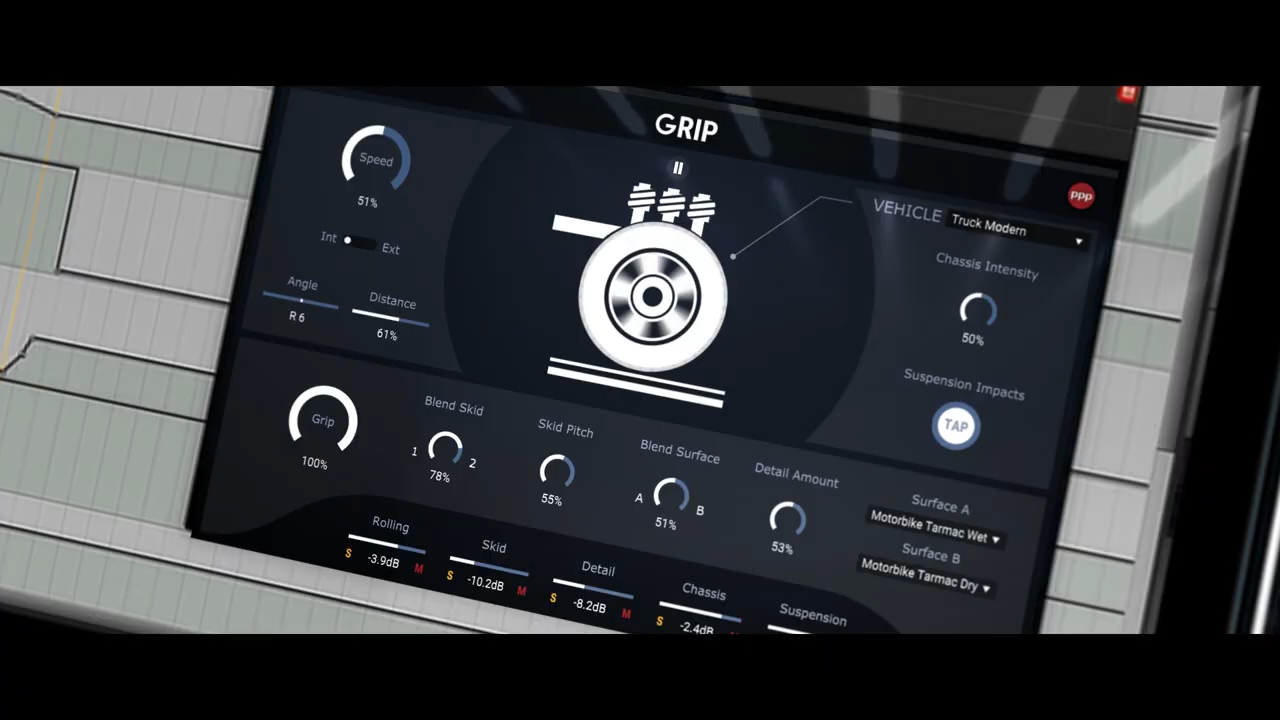 GRIP
Speed
51%
Int Ext
Angle
R 6
Distance
61%
ppp
VEHICLE Truck Modern
Chassis Intensity
50%
Suspension Impacts
TAP
Grip
100%
Blend Skid
1 2
78%
Skid Pitch
55%
Blend Surface
A B
51%
Detail Amount
53%
Surface A
Motorbike Tarmac Wet
Surface B
Motorbike Tarmac Dry
Rolling
S -3.9dB M
Skid
S -10.2dB M
Detail
S -8.2dB M
Chassis
S -2.4dB
Suspension